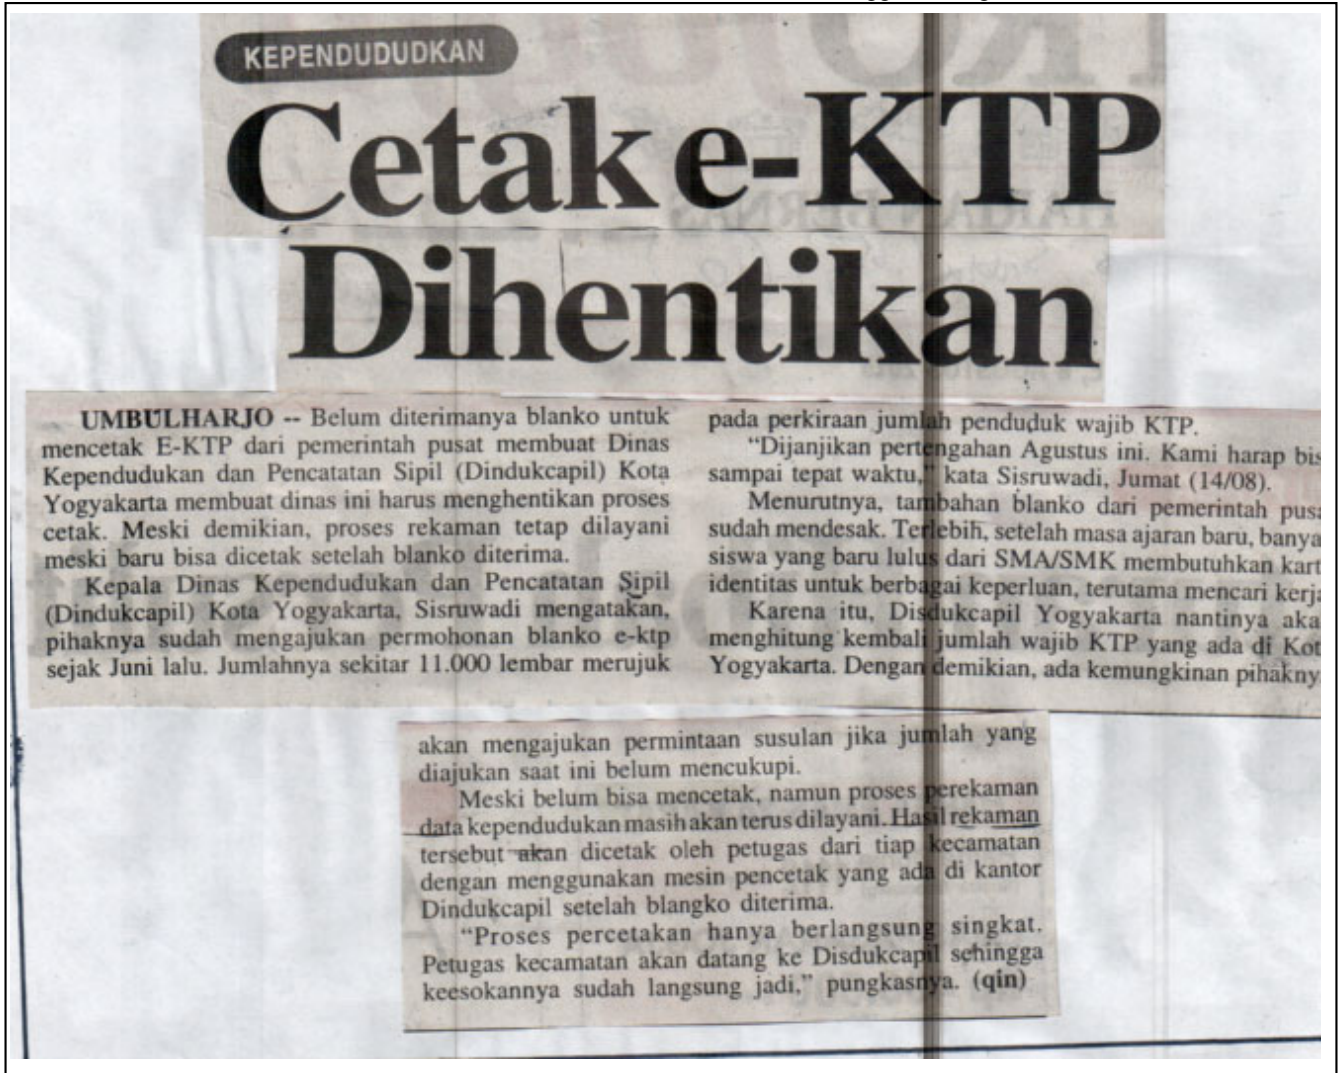 KEPENDUDUDKAN
Cetak e-KTP
Dihentikan
UMBULHARJO -- Belum diterimanya blanko untuk
mencetak E-KTP dari pemerintah pusat membuat Dinas
Kependudukan dan Pencatatan Sipil (Dindukcapil) Kota
Yogyakarta membuat dinas ini harus menghentikan proses
cetak. Meski demikian, proses rekaman tetap dilayani
meski baru bisa dicetak setelah blanko diterima.
Kepala Dinas Kependudukan dan Pencatatan Sipil
(Dindukcapil) Kota Yogyakarta, Sisruwadi mengatakan,
pihaknya sudah mengajukan permohonan blanko e-ktp
sejak Juni lalu. Jumlahnya sekitar 11.000 lembar merujuk
pada perkiraan jumlah penduduk wajib KTP.
“Dijanjikan pertengahan Agustus ini. Kami harap bis
sampai tepat waktu,” kata Sisruwadi, Jumat (14/08).
Menurutnya, tambahan blanko dari pemerintah pusa
sudah mendesak. Terlebih, setelah masa ajaran baru, banya
siswa yang baru lulus dari SMA/SMK membutuhkan kart
identitas untuk berbagai keperluan, terutama mencari kerja
Karena itu, Disdukcapil Yogyakarta nantinya aka
menghitung kembali jumlah wajib KTP yang ada di Kot
Yogyakarta. Dengan demikian, ada kemungkinan pihakny
akan mengajukan permintaan susulan jika jumlah yang
diajukan saat ini belum mencukupi.
Meski belum bisa mencetak, namun proses perekaman
data kependudukan masih akan terus dilayani. Hasil rekaman
tersebut akan dicetak oleh petugas dari tiap kecamatan
dengan menggunakan mesin pencetak yang ada di kantor
Dindukcapil setelah blangko diterima.
“Proses percetakan hanya berlangsung singkat.
Petugas kecamatan akan datang ke Disdukcapil sehingga
keesokannya sudah langsung jadi,” pungkasnya. (qin)